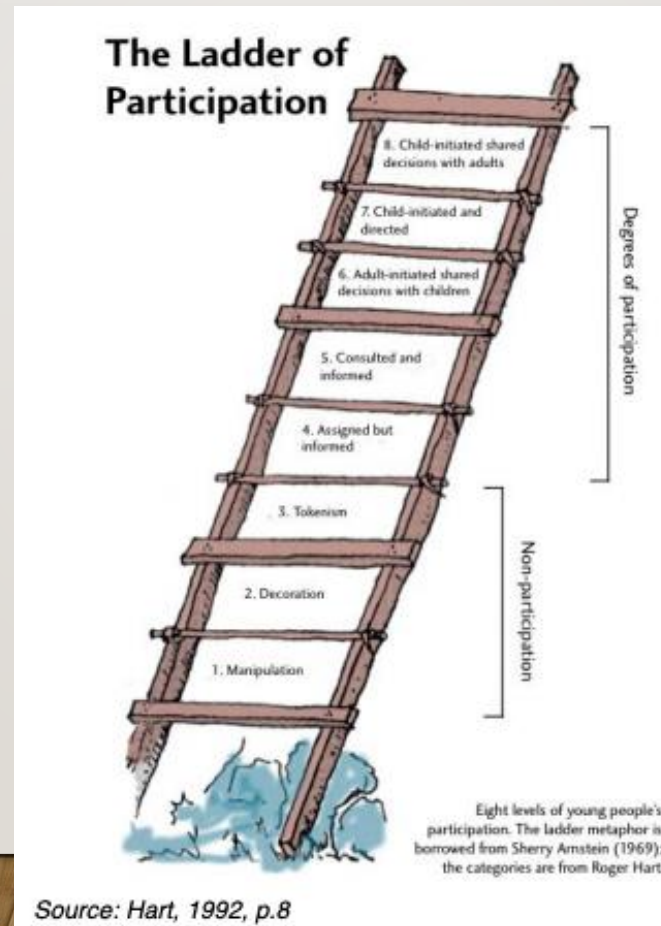 The Ladder of
Participation
8. Child-initiated shared
decisions with adults
7. Child-initiated and
directed
6. Adult-initiated shared
decisions with children
5. Consulted and
informed
4. Assigned but
informed
3. Tokenism
2. Decoration
1. Manipulation
Degrees of participation
Non-participation
Eight levels of young people's
participation. The ladder metaphor is
borrowed from Sherry Arnstein (1969);
the categories are from Roger Hart
Source: Hart, 1992, p.8